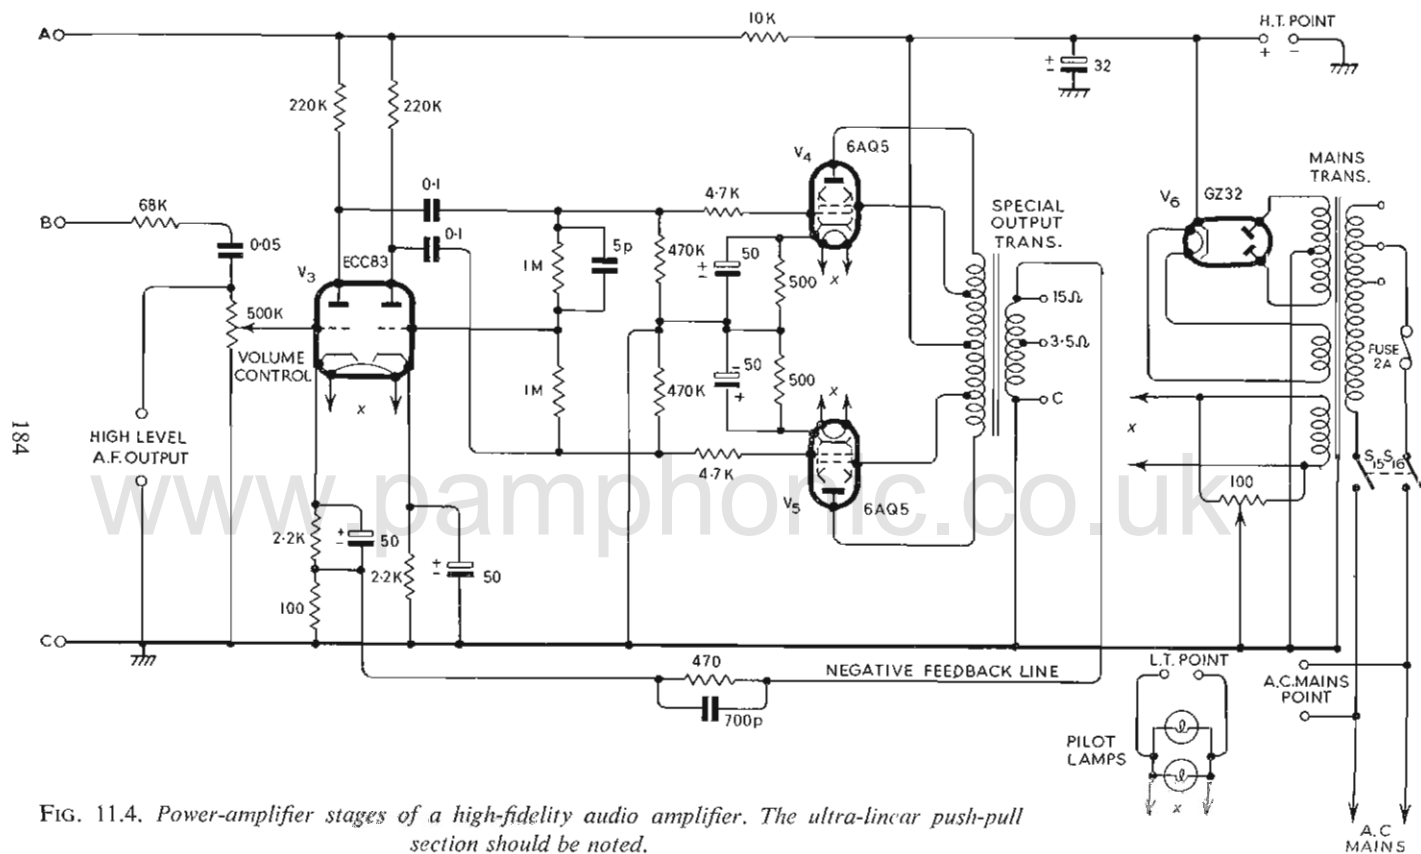 A
10K
H.T. POINT
+ −
+
−
32
220K
220K
V4
6AQ5
MAINS
TRANS.
V6
GZ32
0·1
4·7K
SPECIAL
OUTPUT
TRANS.
B
68K
0·05
0·1
V3
ECC83
1M
5p
470K
+
−
50
500
x
15Ω
3·5Ω
C
500K
VOLUME
CONTROL
x
FUSE
2A
1M
470K
−
50
+
500
x
x
184
HIGH LEVEL
A.F. OUTPUT
4·7K
V5
6AQ5
S15 S16
100
www.pamphonic.co.uk
2·2K
+
−
50
2·2K
+
−
50
100
C
470
NEGATIVE FEEDBACK LINE
700p
L.T. POINT
A.C. MAINS
POINT
PILOT
LAMPS
x
A.C
MAINS
FIG. 11.4. Power-amplifier stages of a high-fidelity audio amplifier. The ultra-linear push-pull
section should be noted.